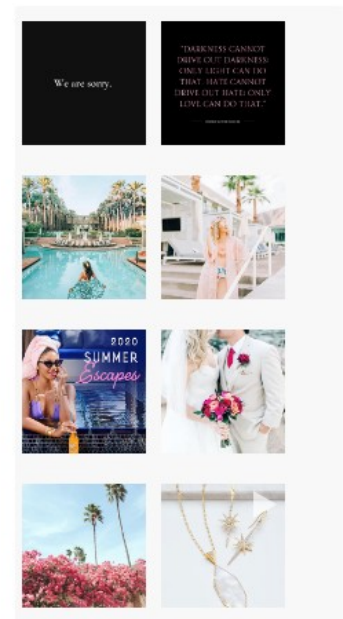 We are sorry.
"DARKNESS CANNOT
DRIVE OUT DARKNESS;
ONLY LIGHT CAN DO
THAT. HATE CANNOT
DRIVE OUT HATE; ONLY
LOVE CAN DO THAT."
2020
SUMMER
Escapes